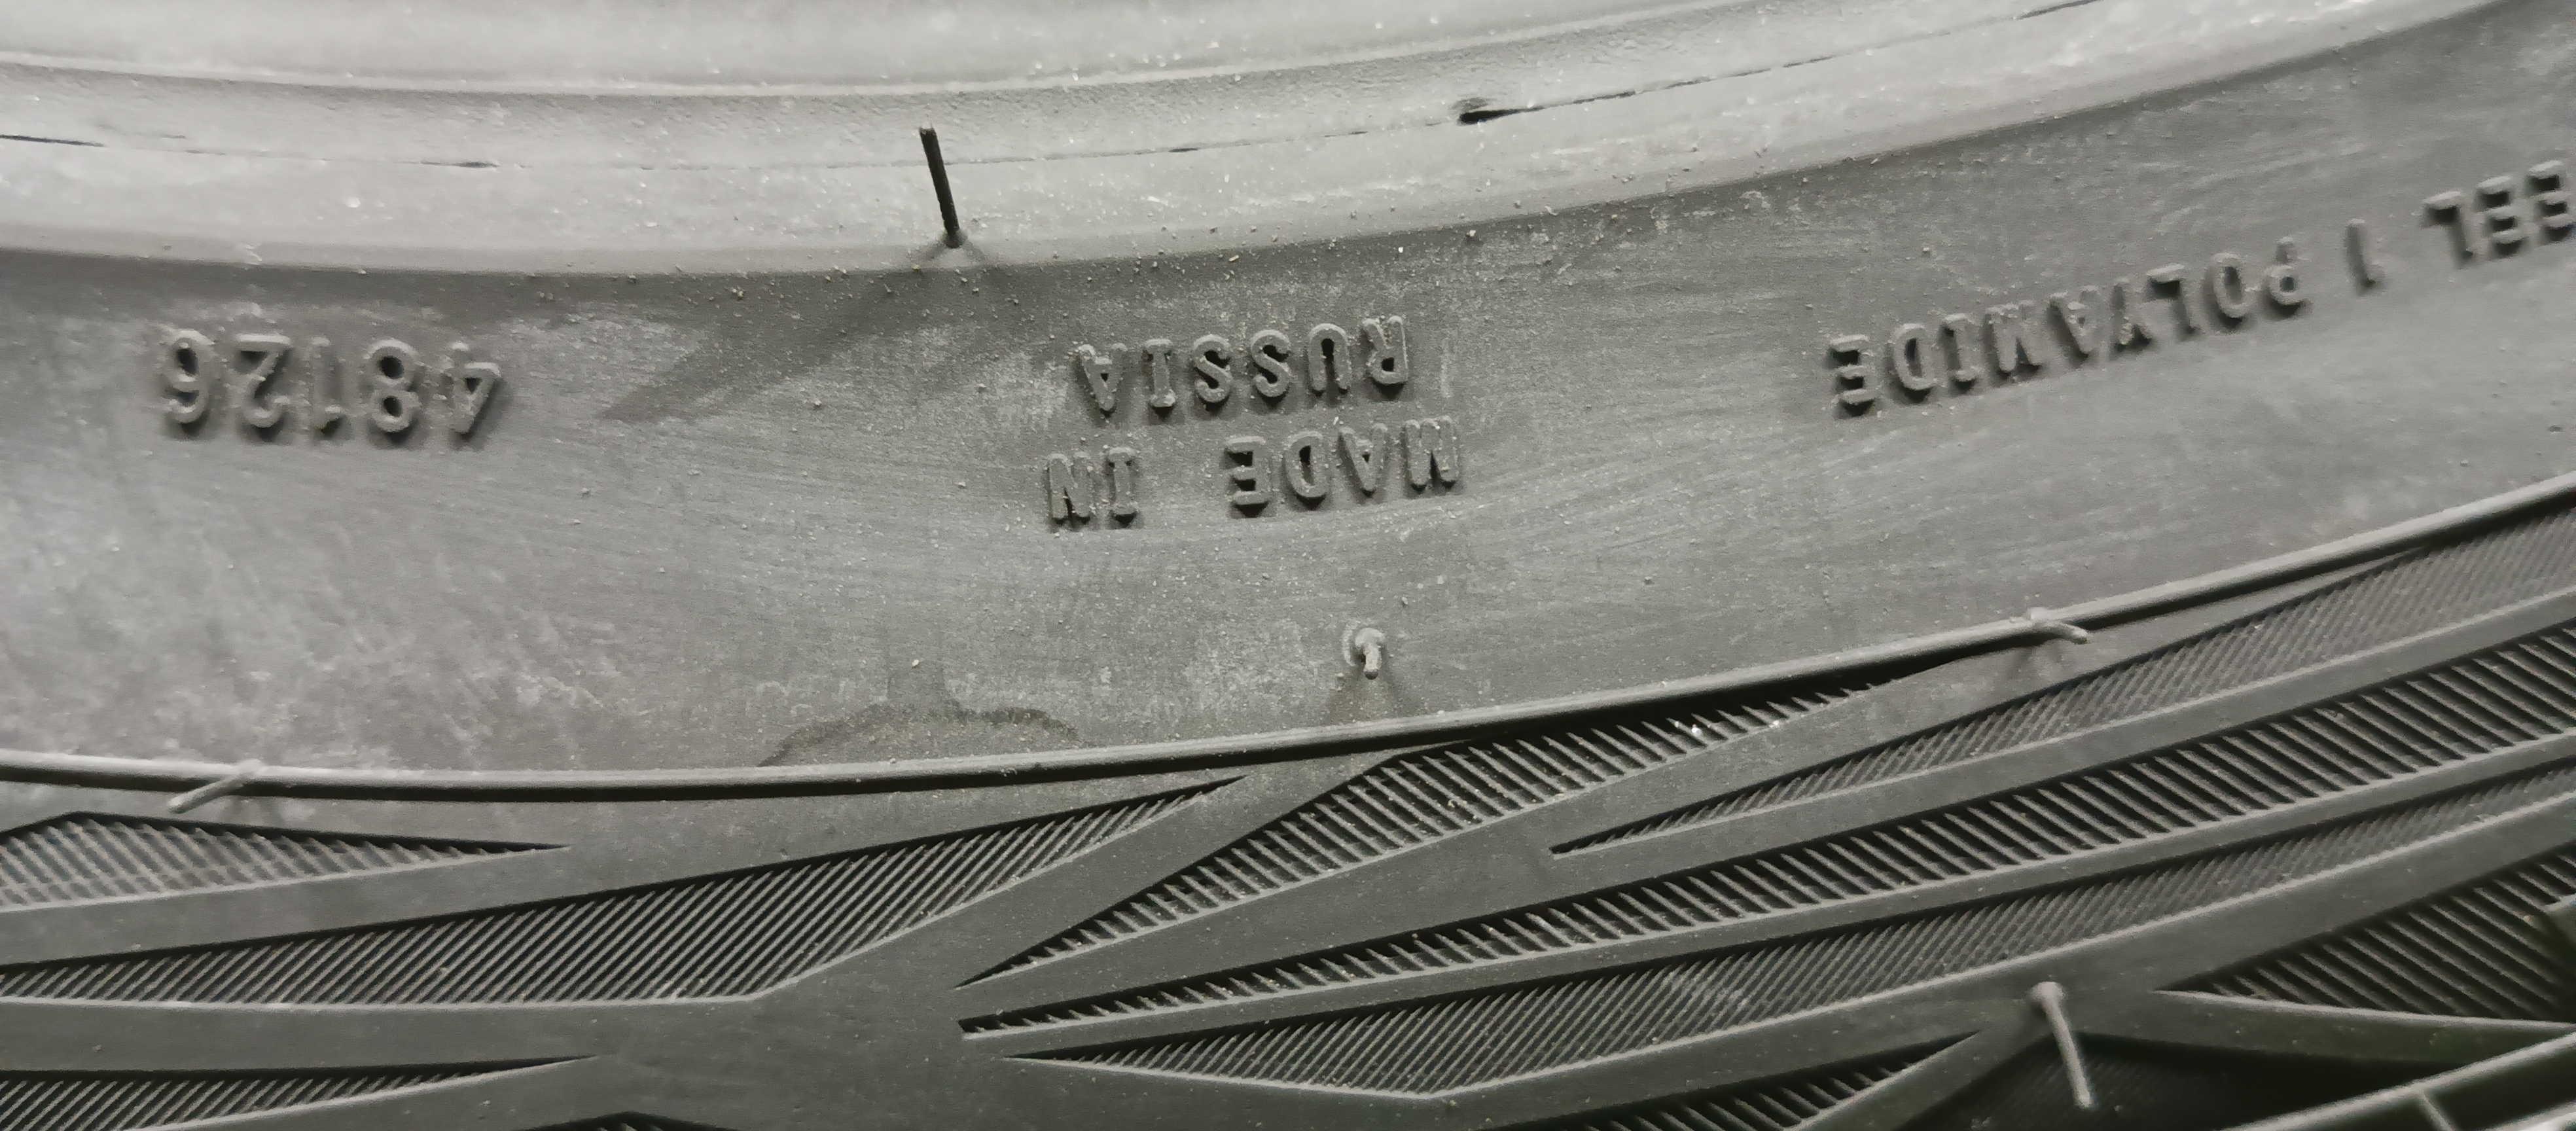 EEL 1 POLYAMIDE
MADE IN
RUSSIA
48126